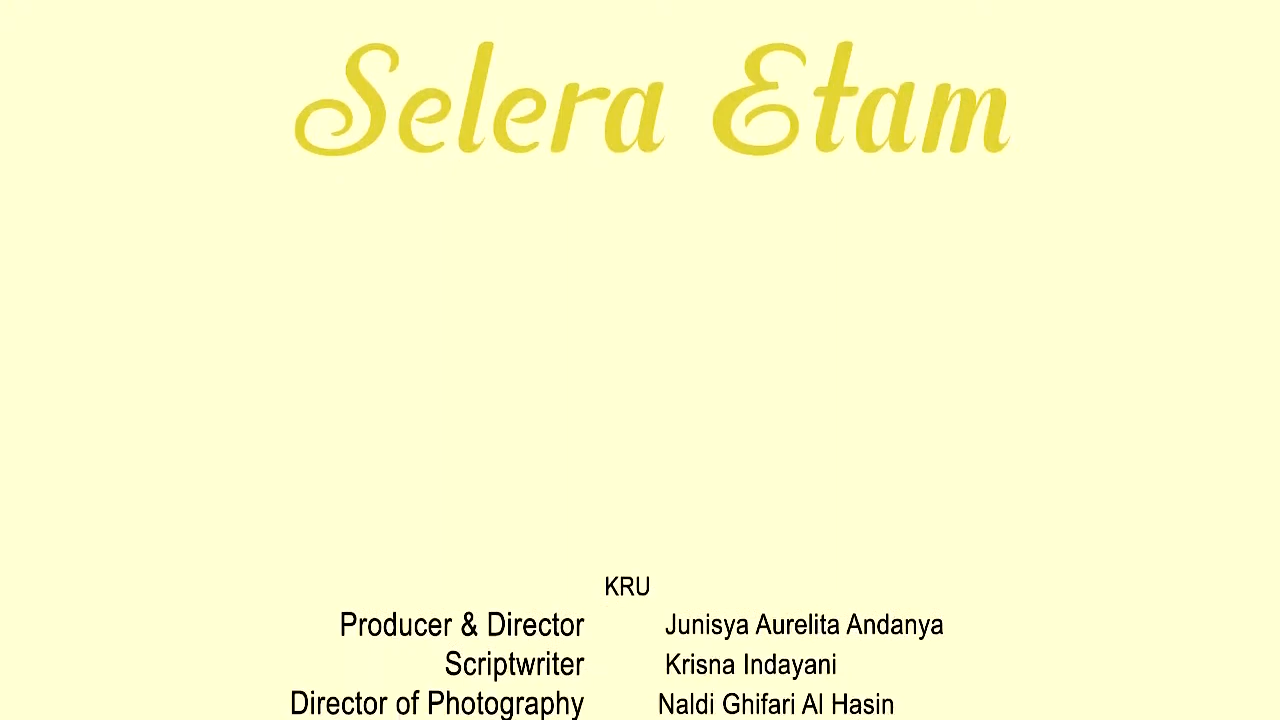 Selera Etam
KRU
Producer & Director Junisya Aurelita Andanya
Scriptwriter Krisna Indayani
Director of Photography Naldi Ghifari Al Hasin